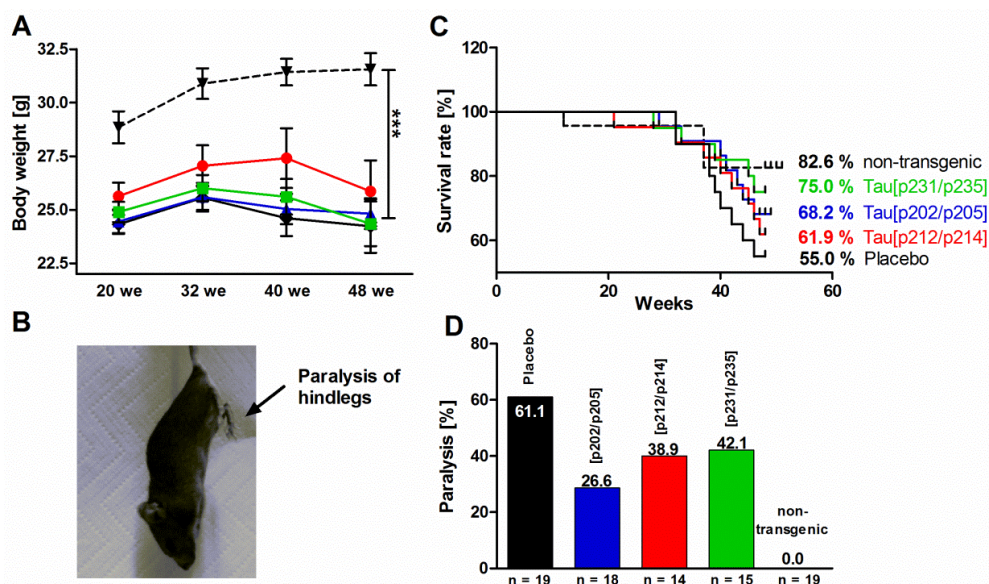 A
Body weight [g]
32.5
30.0
27.5
25.0
22.5
***
20 we 32 we 40 we 48 we
B
Paralysis of
hindlegs
C
Survival rate [%]
120
100
80
60
0 20 40 60
Weeks
82.6 % non-transgenic
75.0 % Tau[p231/p235]
68.2 % Tau[p202/p205]
61.9 % Tau[p212/p214]
55.0 % Placebo
D
Paralysis [%]
80
60
40
20
0
Placebo
61.1
[p202/p205]
26.6
[p212/p214]
38.9
[p231/p235]
42.1
non-
transgenic
0.0
n = 19 n = 18 n = 14 n = 15 n = 19